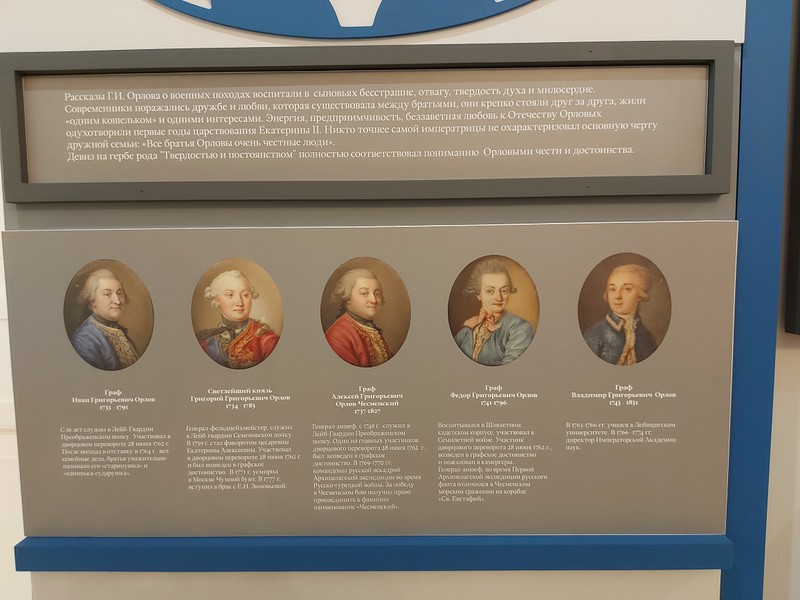 Рассказы Г.И. Орлова о военных походах воспитали в сыновьях бесстрашие, отвагу, твердость духа и милосердие.
Современники поражались дружбе и любви, которая существовала между братьями, они крепко стояли друг за друга, жили
«одним кошельком» и одними интересами. Энергия, предприимчивость, беззаветная любовь к Отечеству Орловых
одухотворили первые годы царствования Екатерины II. Никто точнее самой императрицы не охарактеризовал основную черту
дружной семьи: «Все братья Орловы очень честные люди».
Девиз на гербе рода "Твердостью и постоянством" полностью соответствовал пониманию Орловыми чести и достоинства.
Граф
Иван Григорьевич Орлов
1733 - 1791
С 16 лет служил в Лейб-Гвардии
Преображенском полку. Участвовал в
дворцовом перевороте 28 июня 1762 г.
После выхода в отставку в 1764 г. вел
семейные дела, братья уважительно
называли его «старинушка» и
«папинька-сударушка».
Светлейший князь
Григорий Григорьевич Орлов
1734 - 1783
Генерал-фельдцейхмейстер, служил
в Лейб-гвардии Семеновском полку.
В 1759 г. стал фаворитом цесаревны
Екатерины Алексеевны. Участвовал
в дворцовом перевороте 28 июня 1762 г.
и был возведен в графское
достоинство. В 1771 г. усмирил
в Москве Чумной бунт. В 1777 г.
вступил в брак с Е.Н. Зиновьевой.
Граф
Алексей Григорьевич
Орлов Чесменский
1737-1807
Генерал-аншеф, с 1749 г. служил в
Лейб-Гвардии Преображенском
полку. Один из главных участников
дворцового переворота 28 июня 1762 г.,
был возведен в графское
достоинство. В 1769-1772 гг.
командовал русской эскадрой
Архипелагской экспедиции во время
Русско-турецкой войны. За победу
в Чесменском бою получил право
присоединить к фамилии
наименование «Чесменский».
Граф
Федор Григорьевич Орлов
1741-1796
Воспитывался в Шляхетном
кадетском корпусе, участвовал в
Семилетней войне. Участник
дворцового переворота 28 июня 1762 г.,
возведен в графское достоинство
и пожалован в камергеры.
Генерал-аншеф, во время Первой
Архипелагской экспедиции русского
флота отличился в Чесменском
морском сражении на корабле
«Св. Евстафий».
Граф
Владимир Григорьевич Орлов
1743 - 1831
В 1763-1766 гг. учился в Лейпцигском
университете. В 1766 -1774 гг.
директор Императорской Академии
наук.